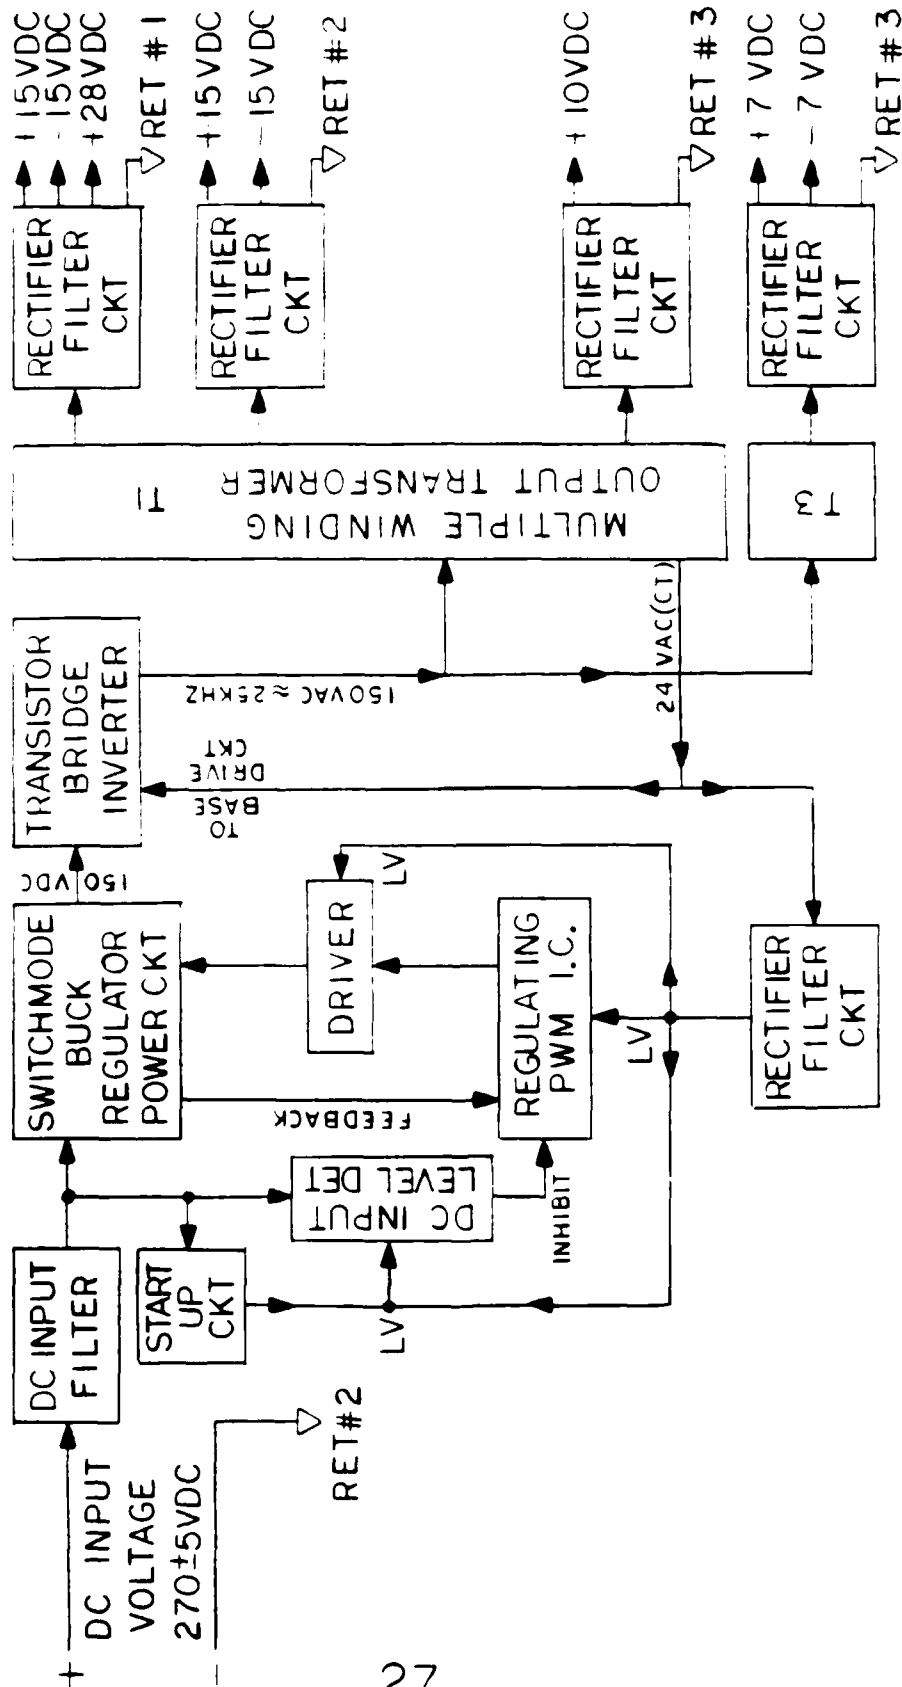 +
DC INPUT
VOLTAGE
270±5VDC
-
RET#2
DC INPUT
FILTER
START
UP
CKT
LV
DC INPUT
LEVEL DET
INHIBIT
SWITCHMODE
BUCK
REGULATOR
POWER CKT
FEEDBACK
DRIVER
LV
REGULATING
PWM I.C.
LV
RECTIFIER
FILTER
CKT
150 VDC
TRANSISTOR
BRIDGE
INVERTER
TO
BASE
DRIVE
CKT
150VAC≈25KHZ
24 VAC(CT)
MULTIPLE WINDING
OUTPUT TRANSFORMER
T1
T3
RECTIFIER
FILTER
CKT
+15VDC
-15VDC
+28VDC
RET #1
RECTIFIER
FILTER
CKT
+15VDC
-15VDC
RET #2
RECTIFIER
FILTER
CKT
+10VDC
RET #3
RECTIFIER
FILTER
CKT
+7 VDC
-7 VDC
RET #3
27